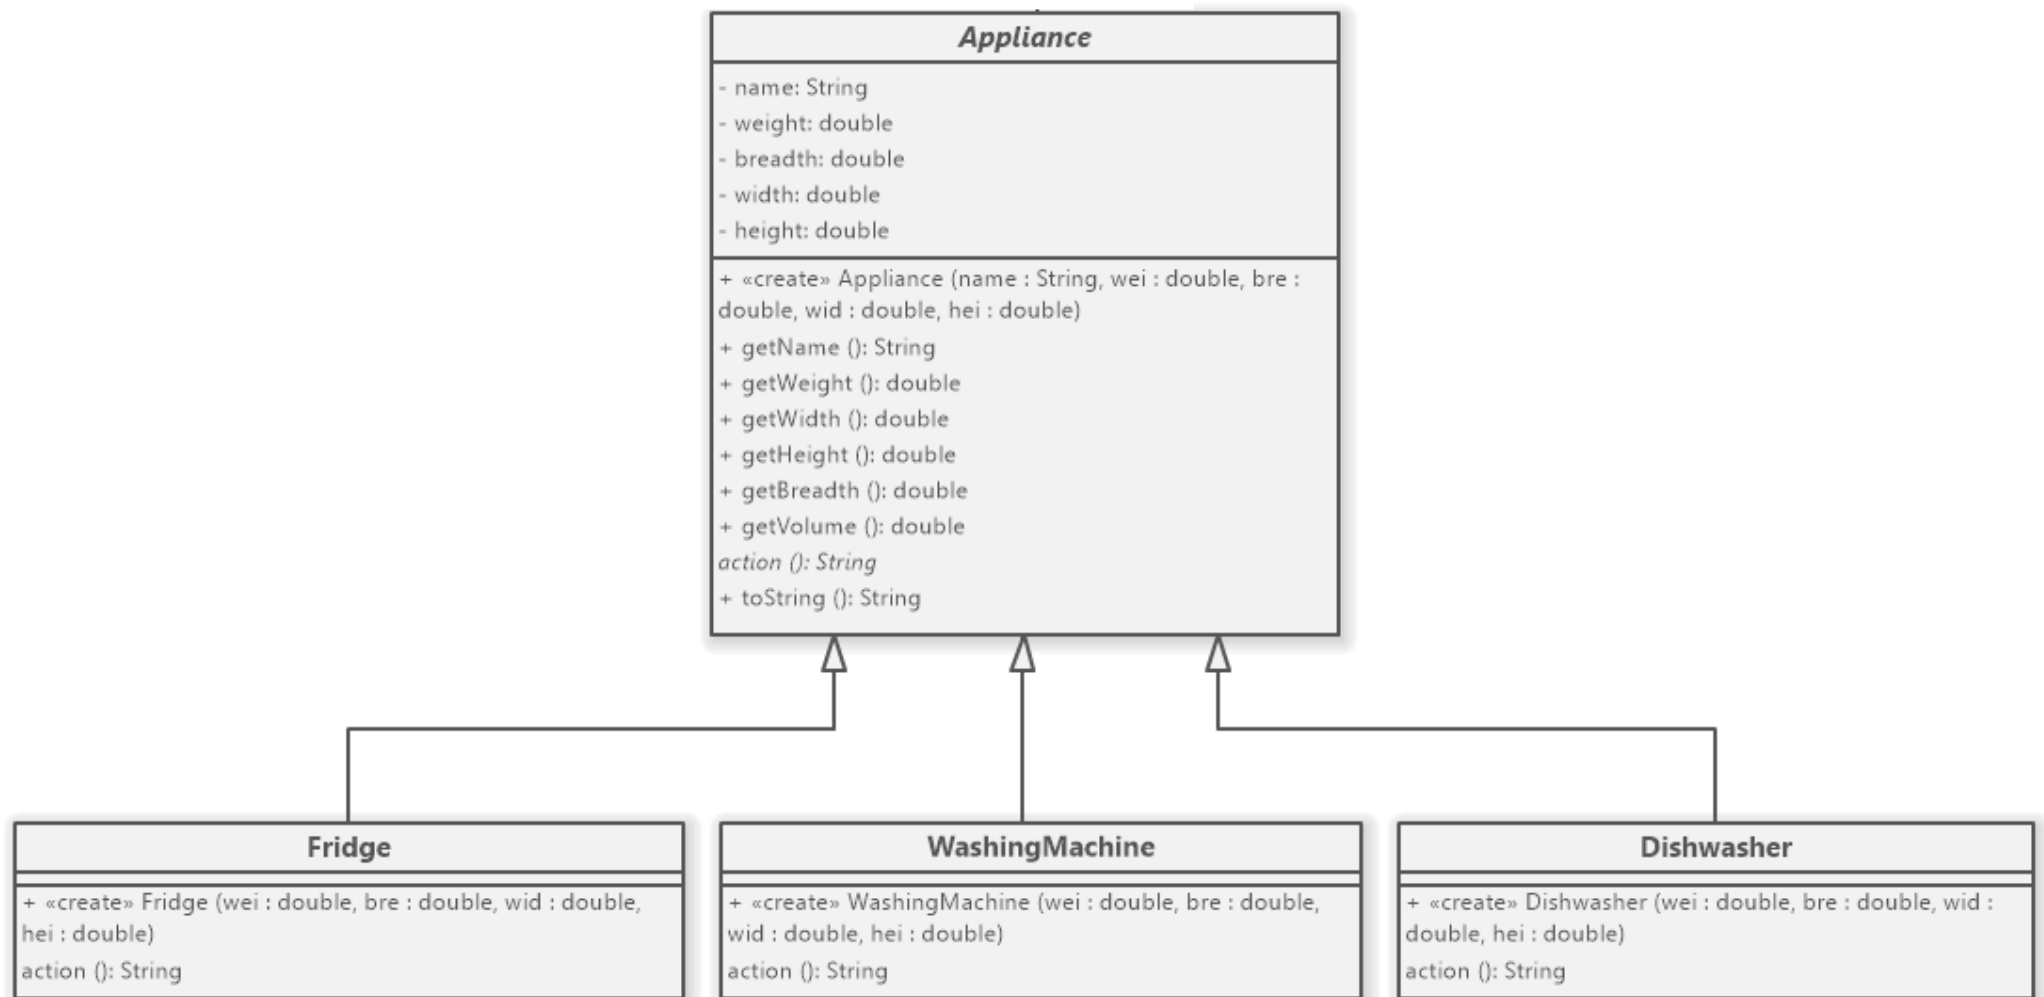 Appliance
- name: String
- weight: double
- breadth: double
- width: double
- height: double
+ «create» Appliance (name : String, wei : double, bre :
double, wid : double, hei : double)
+ getName (): String
+ getWeight (): double
+ getWidth (): double
+ getHeight (): double
+ getBreadth (): double
+ getVolume (): double
action (): String
+ toString (): String
Fridge
+ «create» Fridge (wei : double, bre : double, wid : double,
hei : double)
action (): String
WashingMachine
+ «create» WashingMachine (wei : double, bre : double,
wid : double, hei : double)
action (): String
Dishwasher
+ «create» Dishwasher (wei : double, bre : double, wid :
double, hei : double)
action (): String